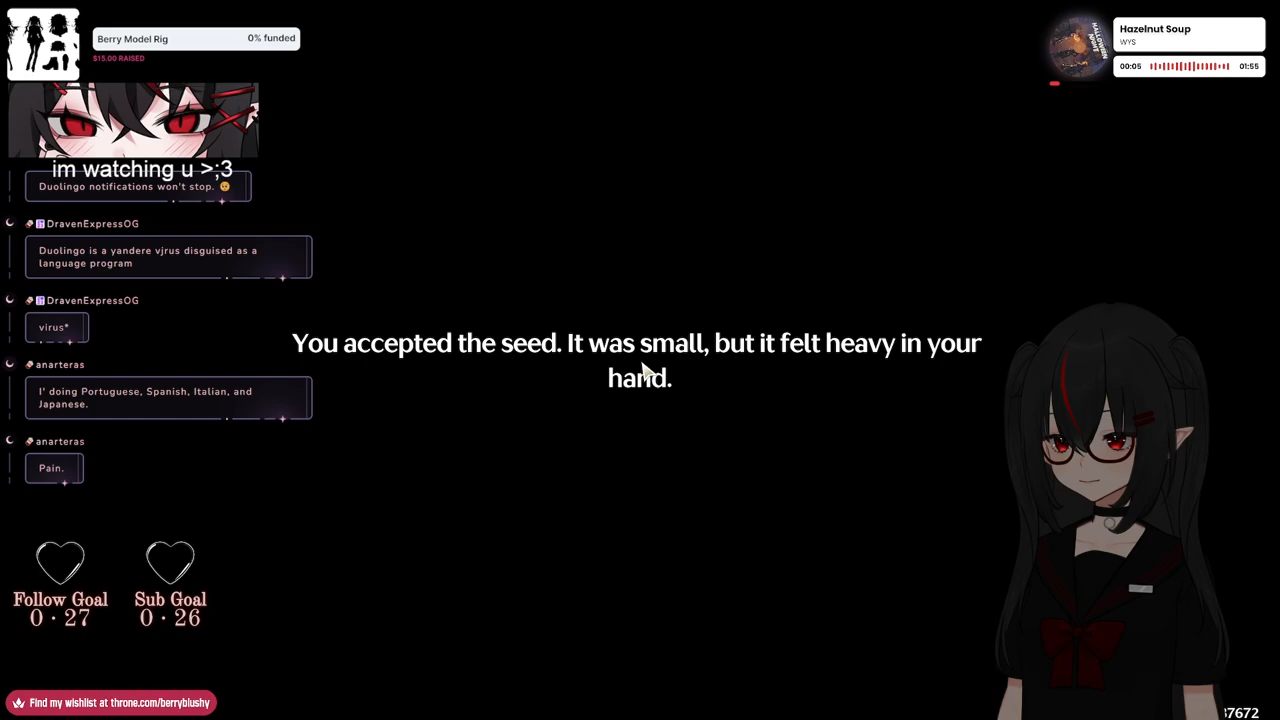 Berry Model Rig 0% funded
$15.00 RAISED
Hazelnut Soup
WYS
00:05 01:55
HALLOWEEN NIGHT
im watching u >;3
Duolingo notifications won't stop. 😔
DravenExpressOG
Duolingo is a yandere vjrus disguised as a
language program
DravenExpressOG
virus*
anarteras
I' doing Portuguese, Spanish, Italian, and
Japanese.
anarteras
Pain.
You accepted the seed. It was small, but it felt heavy in your
hand.
Follow Goal
0 · 27
Sub Goal
0 · 26
Find my wishlist at throne.com/berryblushy